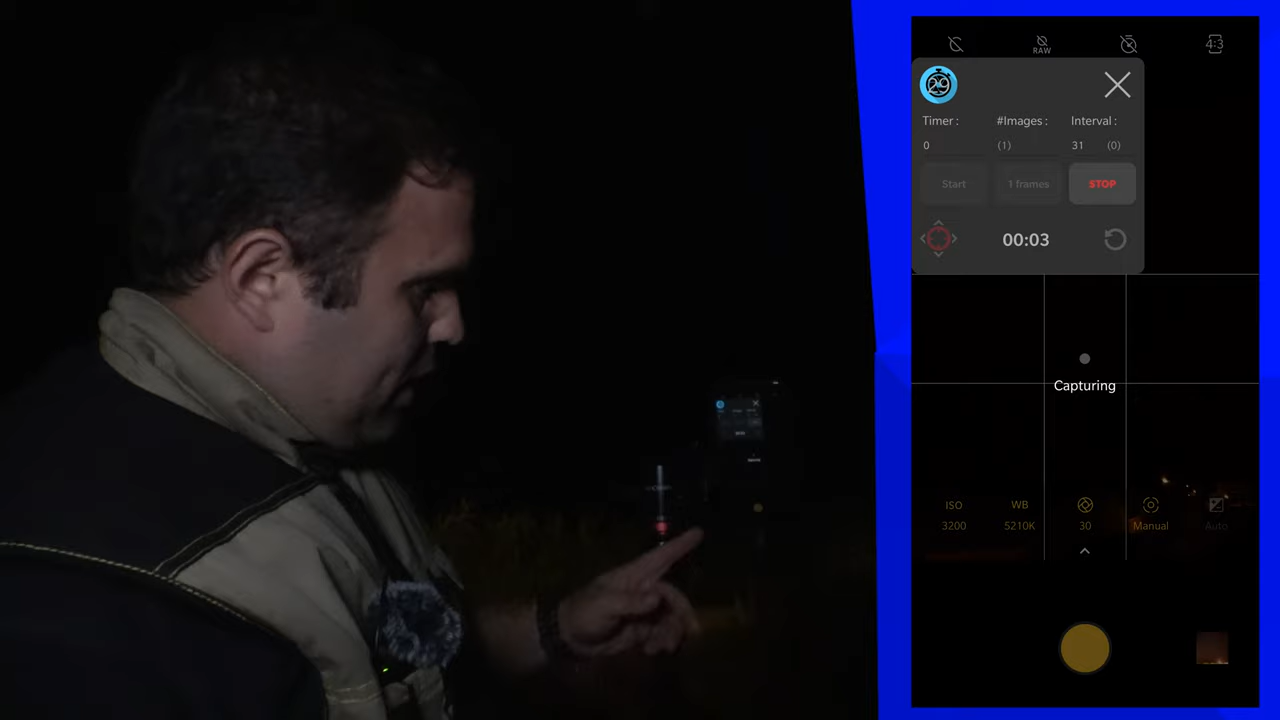 RAW
4:3
29
Timer :
#Images :
Interval :
0
(1)
31
(0)
Start
1 frames
STOP
00:03
Capturing
ISO
WB
3200
5210K
30
Manual
Auto